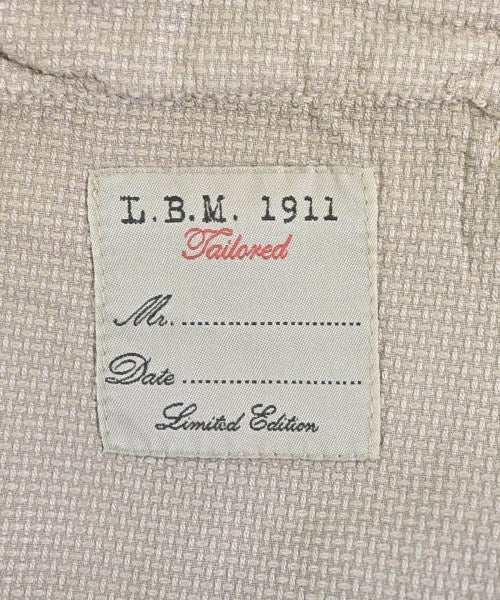 L.B.M. 1911
Tailored
Mr. ..............................
Date ..............................
Limited Edition